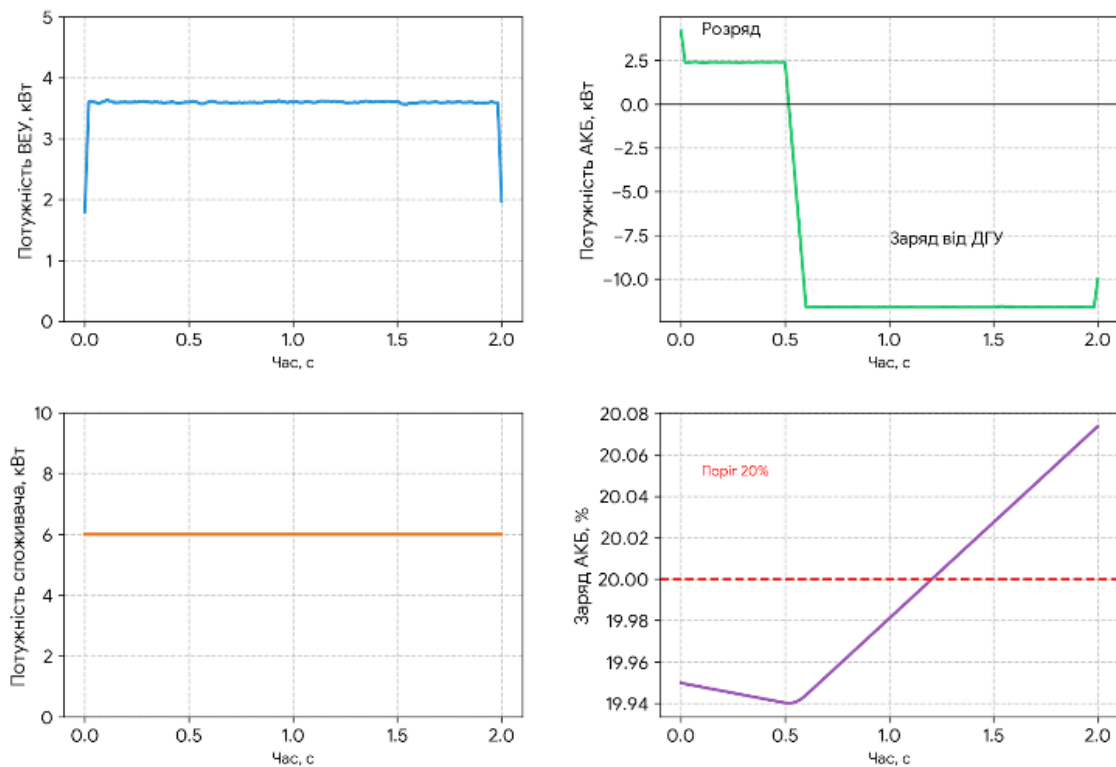 5
4
3
2
1
0
Потужність ВЕУ, кВт
0.0 0.5 1.0 1.5 2.0
Час, с
Розряд
2.5
0.0
−2.5
−5.0
−7.5
−10.0
Потужність АКБ, кВт
Заряд від ДГУ
0.0 0.5 1.0 1.5 2.0
Час, с
10
8
6
4
2
0
Потужність споживача, кВт
0.0 0.5 1.0 1.5 2.0
Час, с
20.08
20.06
20.04
20.02
20.00
19.98
19.96
19.94
Заряд АКБ, %
Поріг 20%
0.0 0.5 1.0 1.5 2.0
Час, с